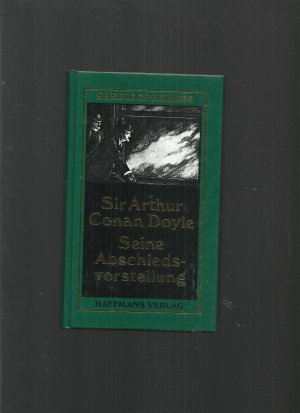 SHERLOCK HOLMES
Sir Arthur
Conan Doyle
Seine
Abschieds-
vorstellung
HAFFMANS VERLAG